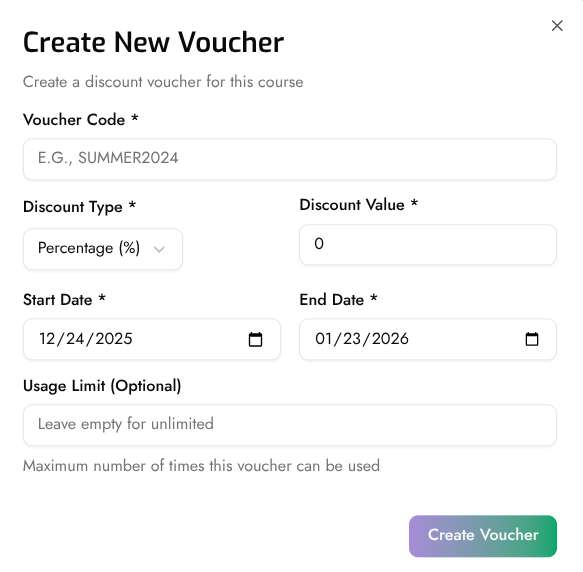 Create New Voucher
Create a discount voucher for this course
Voucher Code *
E.G., SUMMER2024
Discount Type *
Discount Value *
Percentage (%)
0
Start Date *
End Date *
12/24/2025
01/23/2026
Usage Limit (Optional)
Leave empty for unlimited
Maximum number of times this voucher can be used
Create Voucher